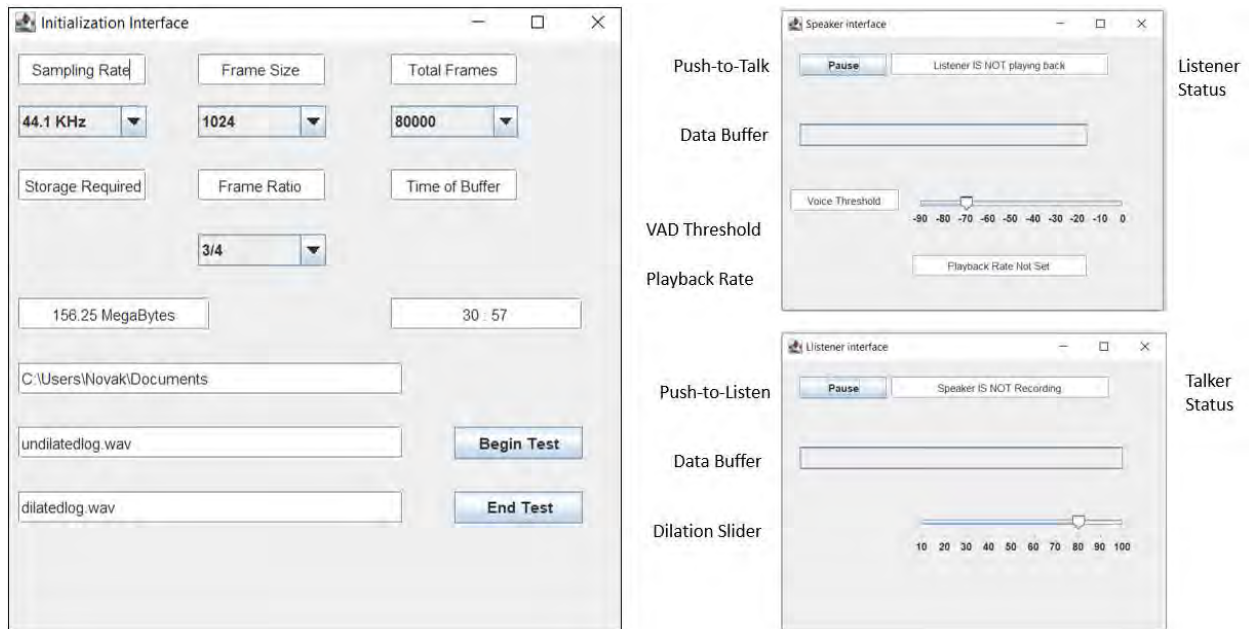 Initialization Interface
Sampling Rate
Frame Size
Total Frames
44.1 KHz
1024
80000
Storage Required
Frame Ratio
Time of Buffer
3/4
156.25 MegaBytes
30 : 57
C:\Users\Novak\Documents
undilatedlog.wav
Begin Test
dilatedlog.wav
End Test
Speaker interface
Push-to-Talk
Pause
Listener IS NOT playing back
Listener
Status
Data Buffer
Voice Threshold
-90 -80 -70 -60 -50 -40 -30 -20 -10 0
VAD Threshold
Playback Rate
Playback Rate Not Set
Llistener interface
Push-to-Listen
Pause
Speaker IS NOT Recording
Talker
Status
Data Buffer
Dilation Slider
10 20 30 40 50 60 70 80 90 100